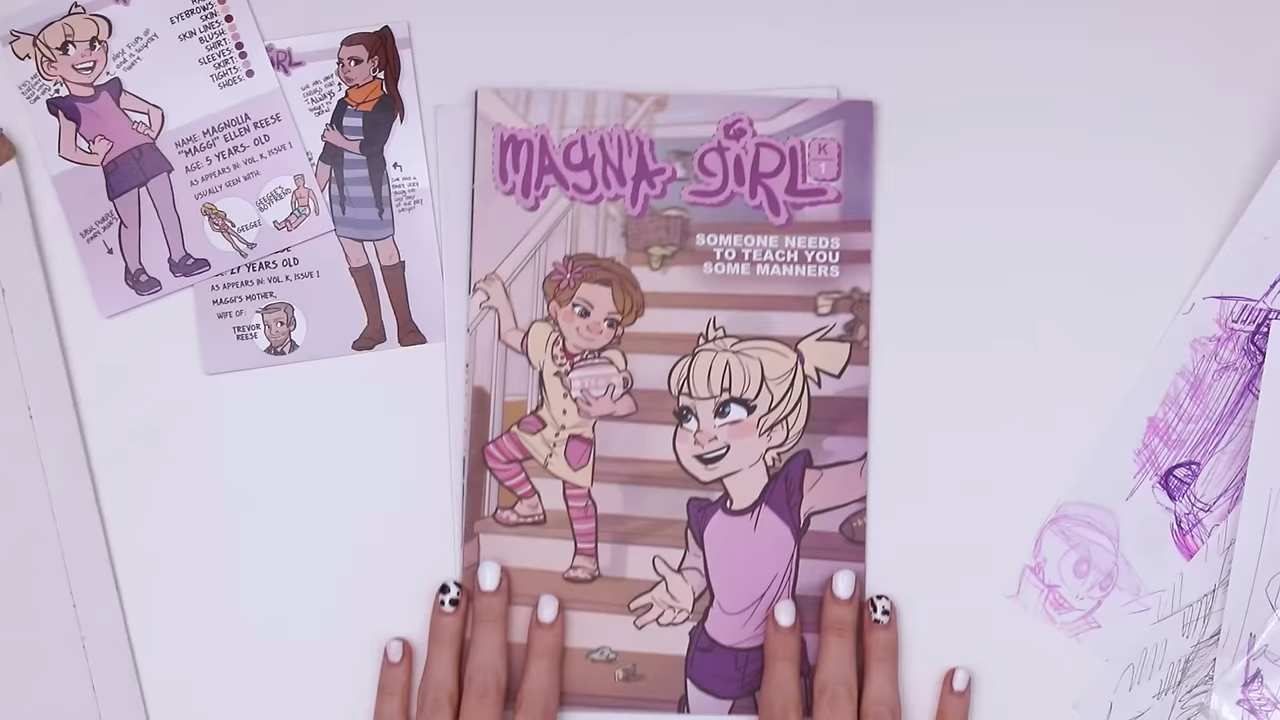 EYEBROWS:
SKIN:
SKIN LINES:
BLUSH:
SHIRT:
SLEEVES:
SKIRT:
TIGHTS:
SHOES:
NAME: MAGNOLIA
"MAGGI" ELLEN REESE
AGE: 5 YEARS- OLD
AS APPEARS IN: VOL. K, ISSUE 1
USUALLY SEEN WITH:
GEEGEE
GEEGEE'S
BOYFRIEND
27 YEARS OLD
AS APPEARS IN: VOL. K, ISSUE 1
MAGGI'S MOTHER,
WIFE OF:
TREVOR
REESE
MAGNA GIRL
K
1
SOMEONE NEEDS
TO TEACH YOU
SOME MANNERS